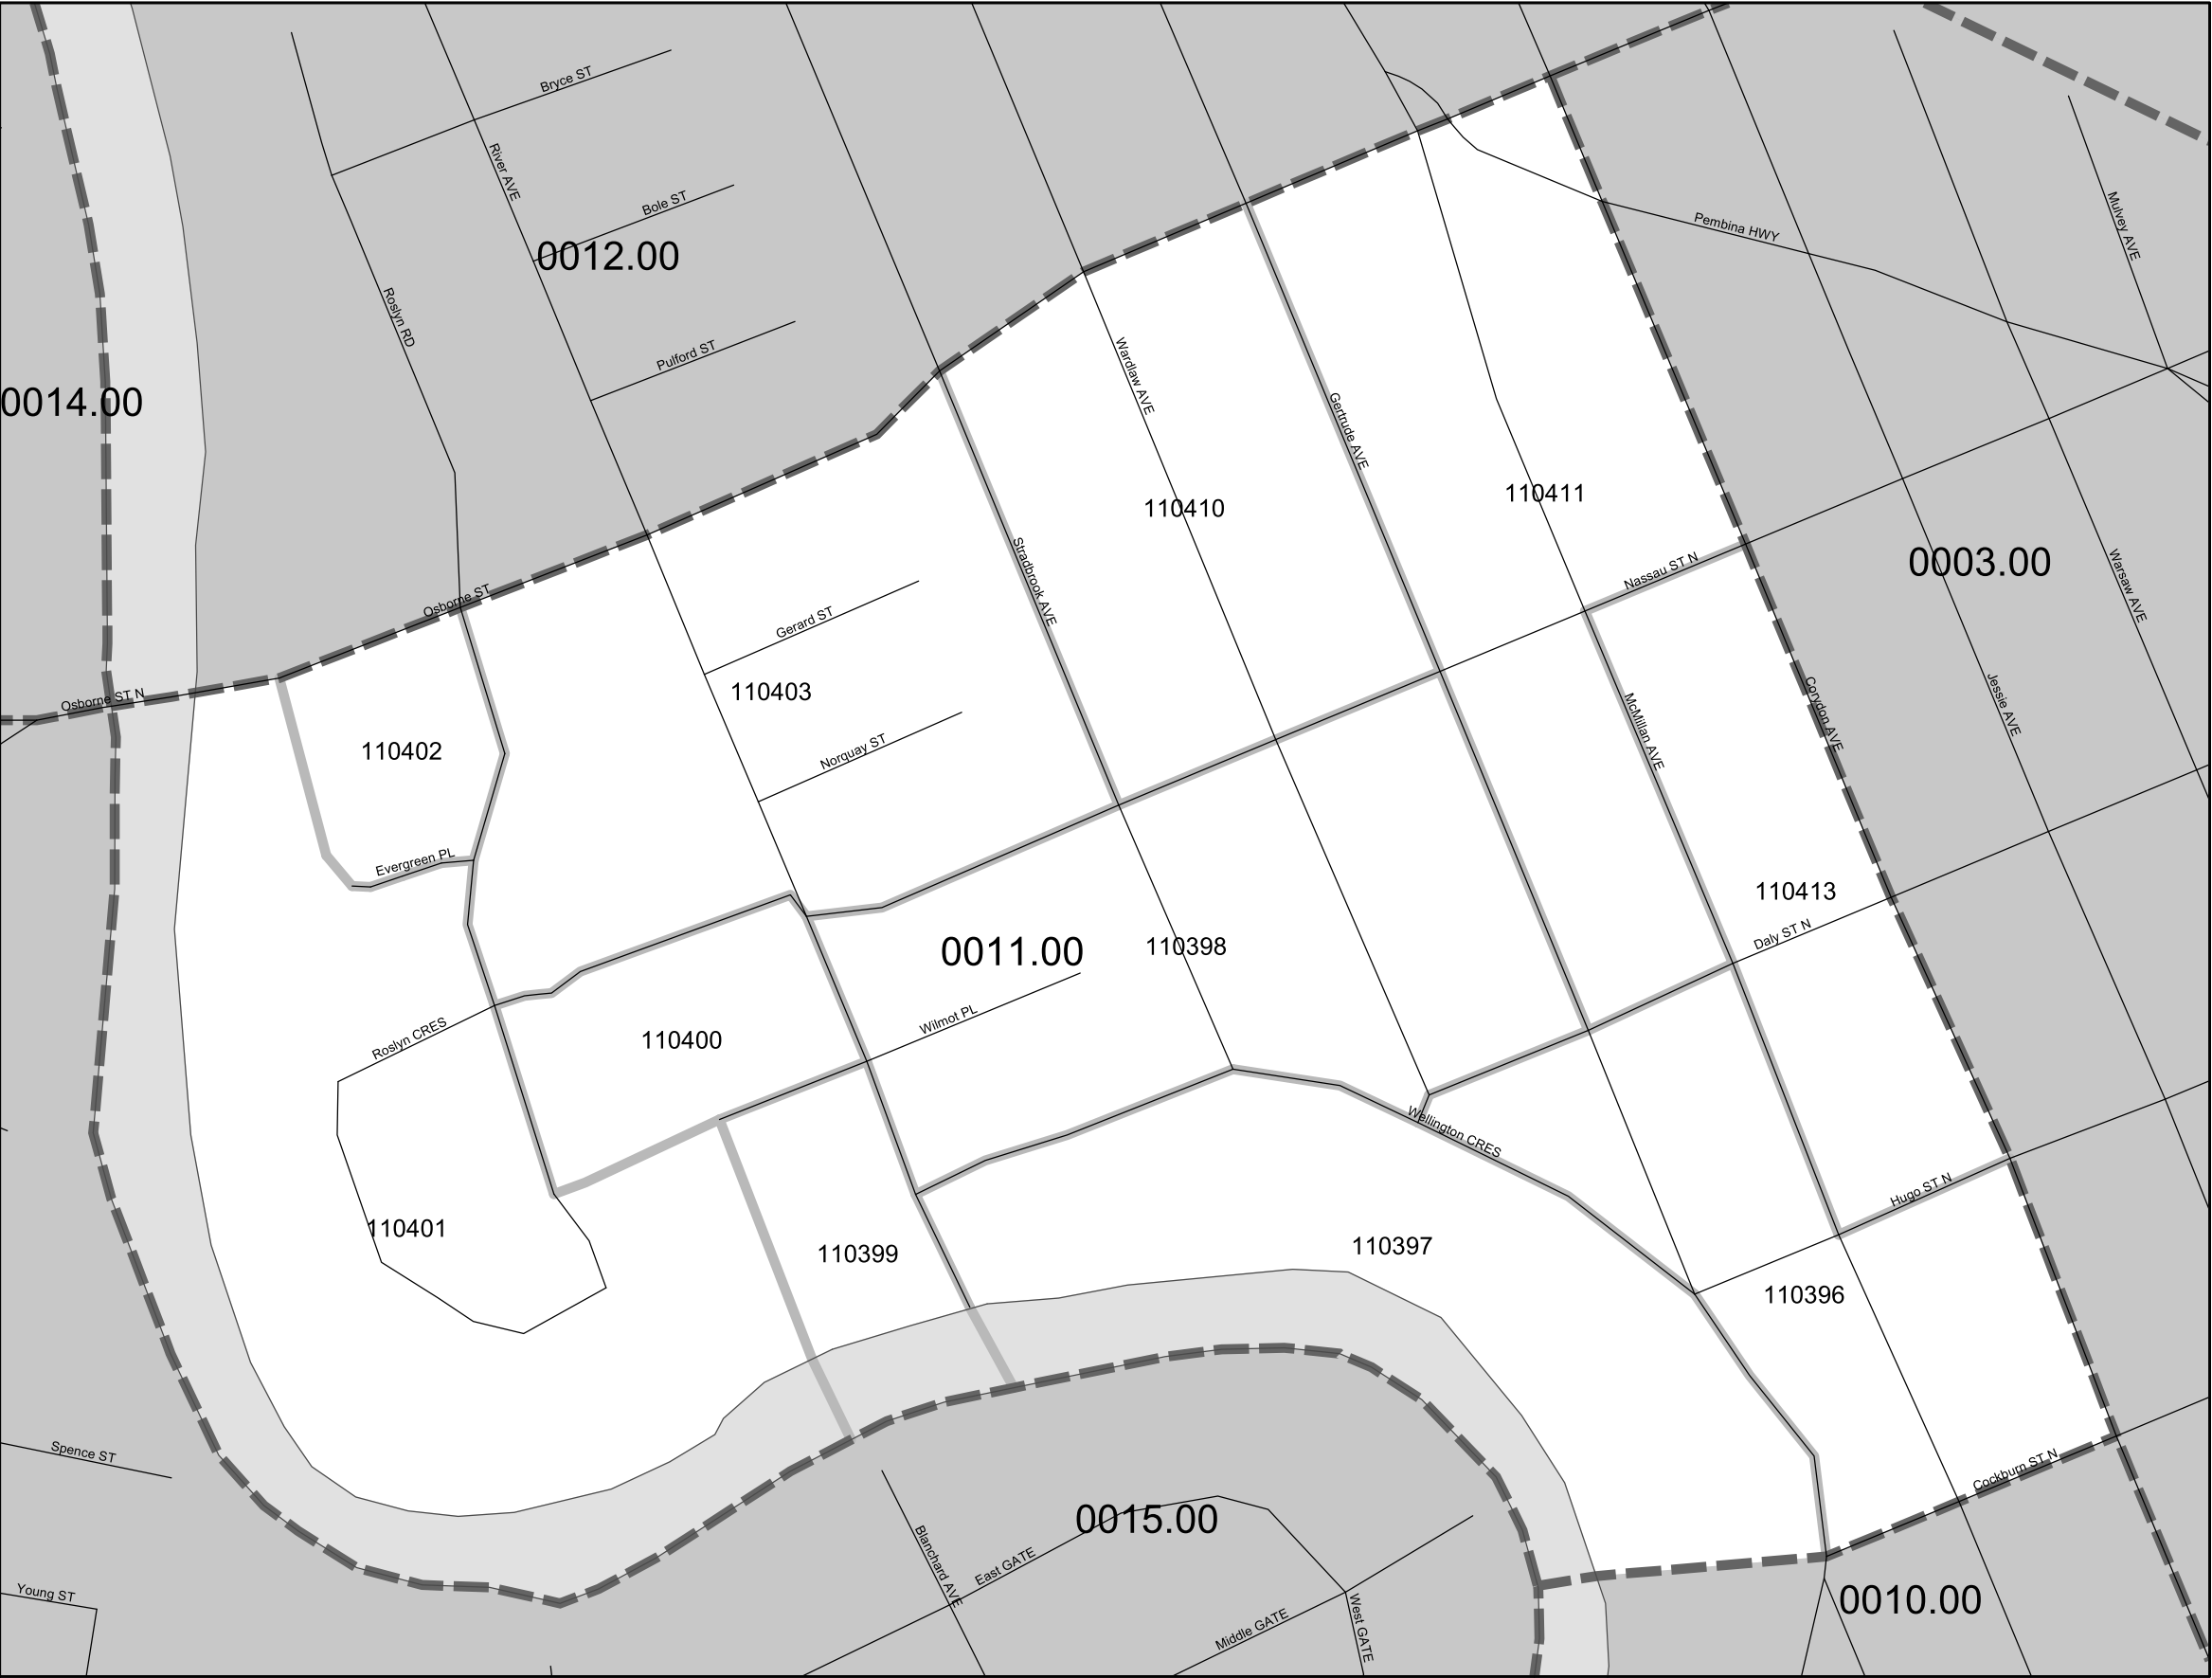 Bryce ST
River AVE
Bole ST
0012.00
Mulvey AVE
Pembina HWY
Roslyn RD
Pulford ST
Wardlaw AVE
0014.00
Gertrude AVE
110411
110410
Stradbrook AVE
Nassau ST N
0003.00
Warsaw AVE
Osborne ST
Gerard ST
Osborne ST N
110403
Corydon AVE
Jessie AVE
McMillan AVE
110402
Norquay ST
Evergreen PL
110413
Daly ST N
0011.00
110398
Wilmot PL
Roslyn CRES
110400
Wellington CRES
Hugo ST N
110401
110399
110397
110396
Spence ST
Cockburn ST N
0015.00
Blanchard AVE
East GATE
Young ST
Middle GATE
West GATE
0010.00